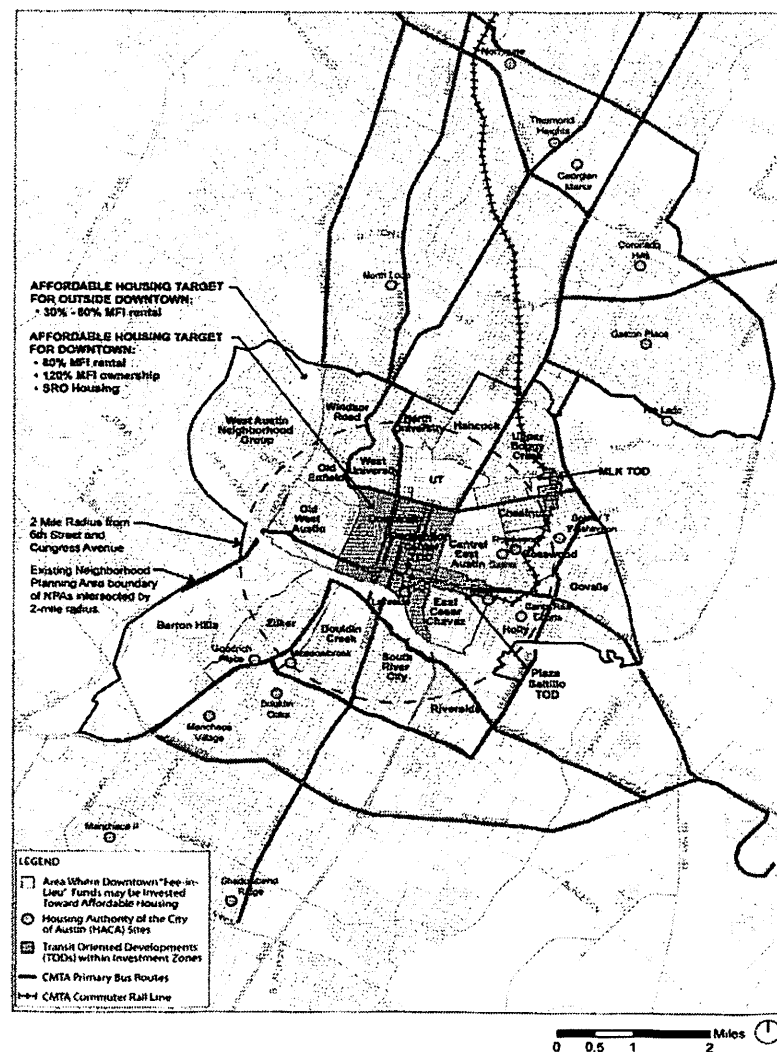 Northgate
Thurmond
Heights
Georgian
Manor
Coronado
Hills
North Loop
Gaston Place
AFFORDABLE HOUSING TARGET
FOR OUTSIDE DOWNTOWN:
• 30% - 60% MFI rental
AFFORDABLE HOUSING TARGET
FOR DOWNTOWN:
• 80% MFI rental
• 120% MFI ownership
• SRO Housing
West Austin
Neighborhood
Group
Windsor
Road
North
University
Hancock
Upper
Boggy
Creek
West
University
UT
MLK TOD
Old
Enfield
Chestnut
Old
West
Austin
2 Mile Radius from
6th Street and
Congress Avenue
Central
East
Austin
Rosewood
Existing Neighborhood
Planning Area boundary
of NPAs intersected by
2-mile radius.
Govalle
East
Cesar
Chavez
Holly
Barton Hills
Zilker
Bouldin
Creek
Goodrich
Place
Meadowbrook
South
River
City
Plaza
Saltillo
TOD
Riverside
Bouldin
Oaks
Manchaca
Village
Manchaca II
Shadowbend
Ridge
LEGEND
Area Where Downtown "Fee-in-
Lieu" Funds may be Invested
Toward Affordable Housing
Housing Authority of the City
of Austin (HACA) Sites
Transit Oriented Developments
(TODs) within Investment Zones
CMTA Primary Bus Routes
CMTA Commuter Rail Line
Miles
0 0.5 1 2